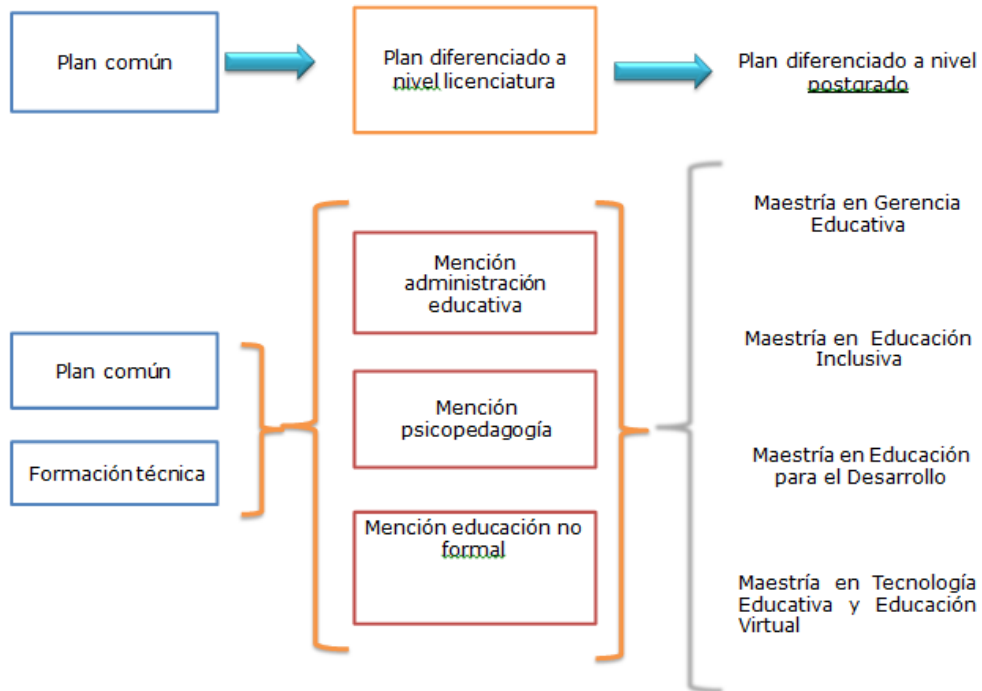 Plan común
Plan diferenciado a
nivel licenciatura
Plan diferenciado a nivel
postgrado
Plan común
Formación técnica
Mención
administración
educativa
Mención
psicopedagogía
Mención educación no
formal
Maestría en Gerencia
Educativa
Maestría en Educación
Inclusiva
Maestría en Educación
para el Desarrollo
Maestría en Tecnología
Educativa y Educación
Virtual